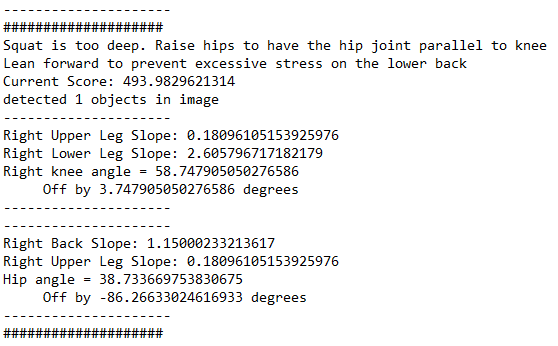 ---------------------
####################
Squat is too deep. Raise hips to have the hip joint parallel to knee
Lean forward to prevent excessive stress on the lower back
Current Score: 493.9829621314
detected 1 objects in image
---------------------
Right Upper Leg Slope: 0.18096105153925976
Right Lower Leg Slope: 2.605796717182179
Right knee angle = 58.747905050276586
     Off by 3.747905050276586 degrees
---------------------
---------------------
Right Back Slope: 1.15000233213617
Right Upper Leg Slope: 0.18096105153925976
Hip angle = 38.733669753830675
     Off by -86.26633024616933 degrees
---------------------
####################